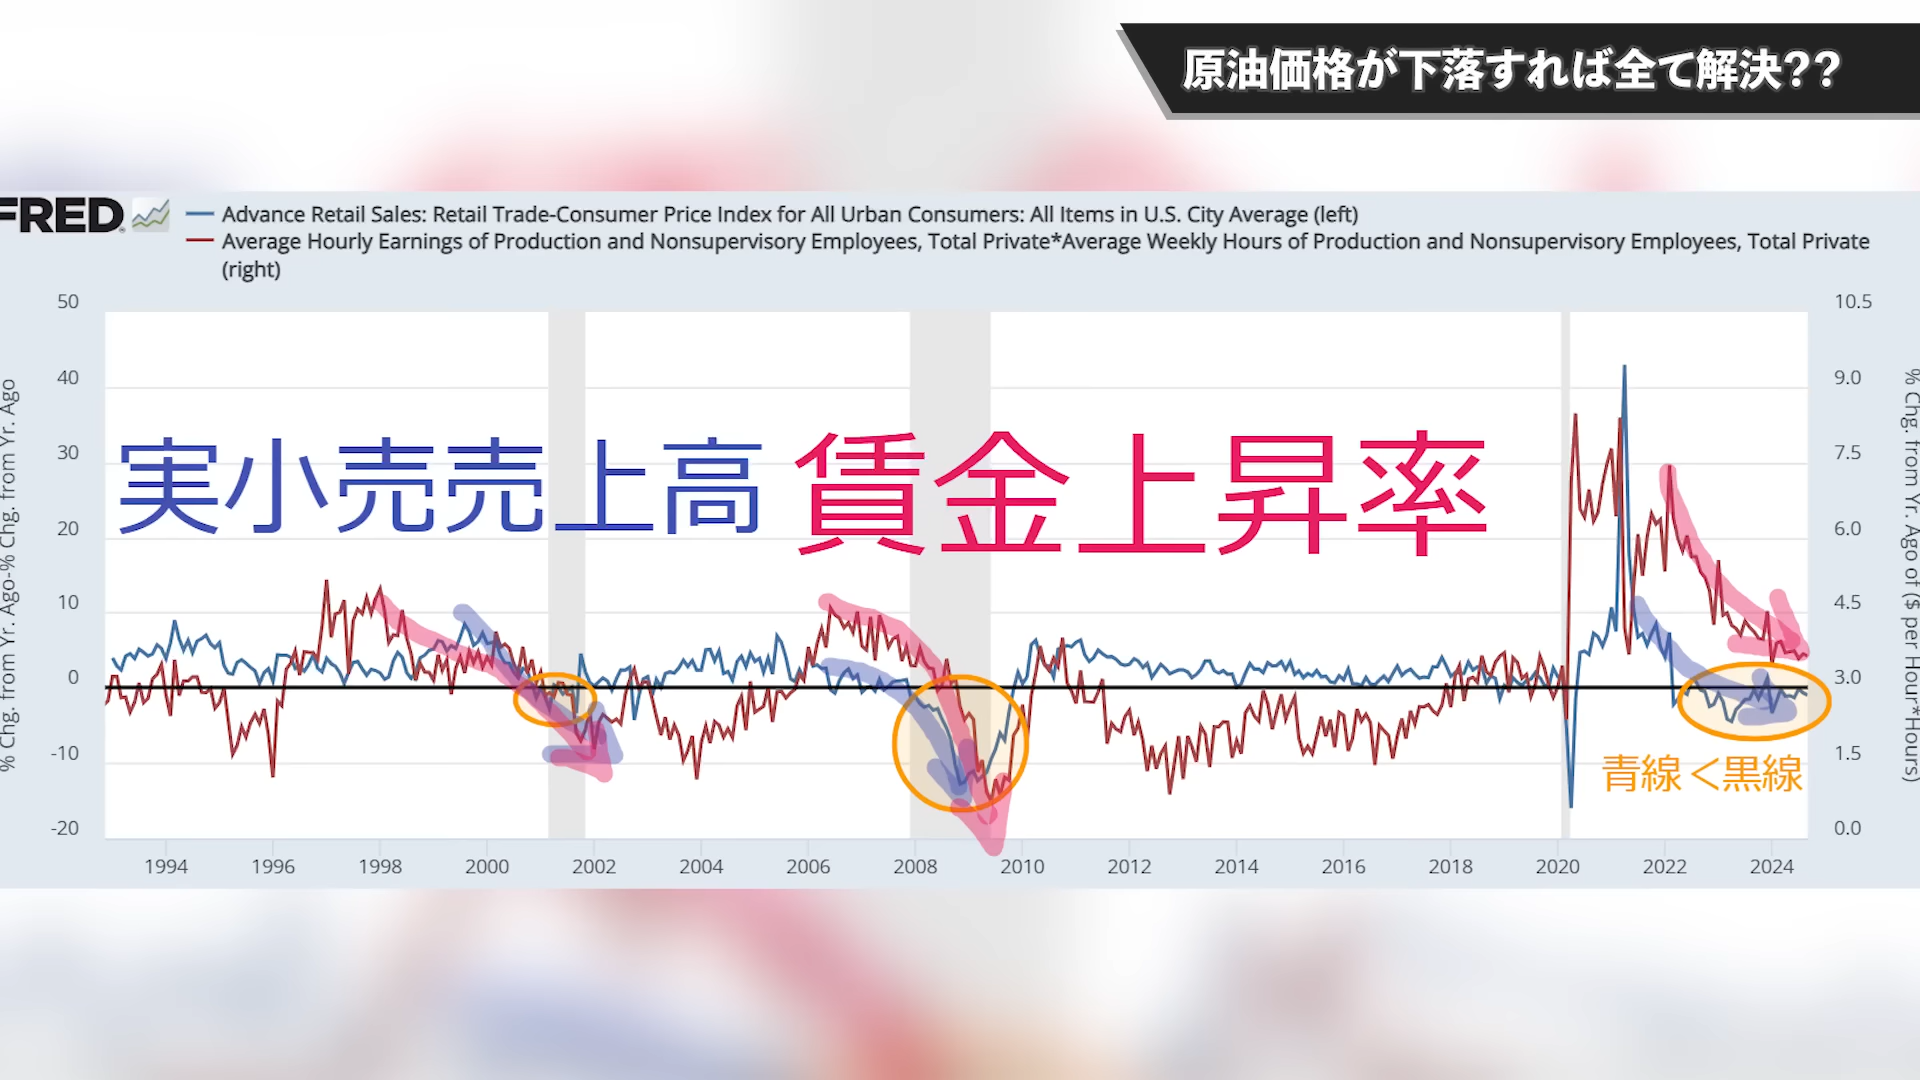 原油価格が下落すれば全て解決??
FRED
Advance Retail Sales: Retail Trade-Consumer Price Index for All Urban Consumers: All Items in U.S. City Average (left)
Average Hourly Earnings of Production and Nonsupervisory Employees, Total Private*Average Weekly Hours of Production and Nonsupervisory Employees, Total Private
(right)
% Chg. from Yr. Ago-% Chg. from Yr. Ago
50
40
30
20
10
0
-10
-20
実小売売上高
賃金上昇率
青線<黒線
10.5
9.0
7.5
6.0
4.5
3.0
1.5
0.0
% Chg. from Yr. Ago of ($ per Hour*Hours)
1994 1996 1998 2000 2002 2004 2006 2008 2010 2012 2014 2016 2018 2020 2022 2024